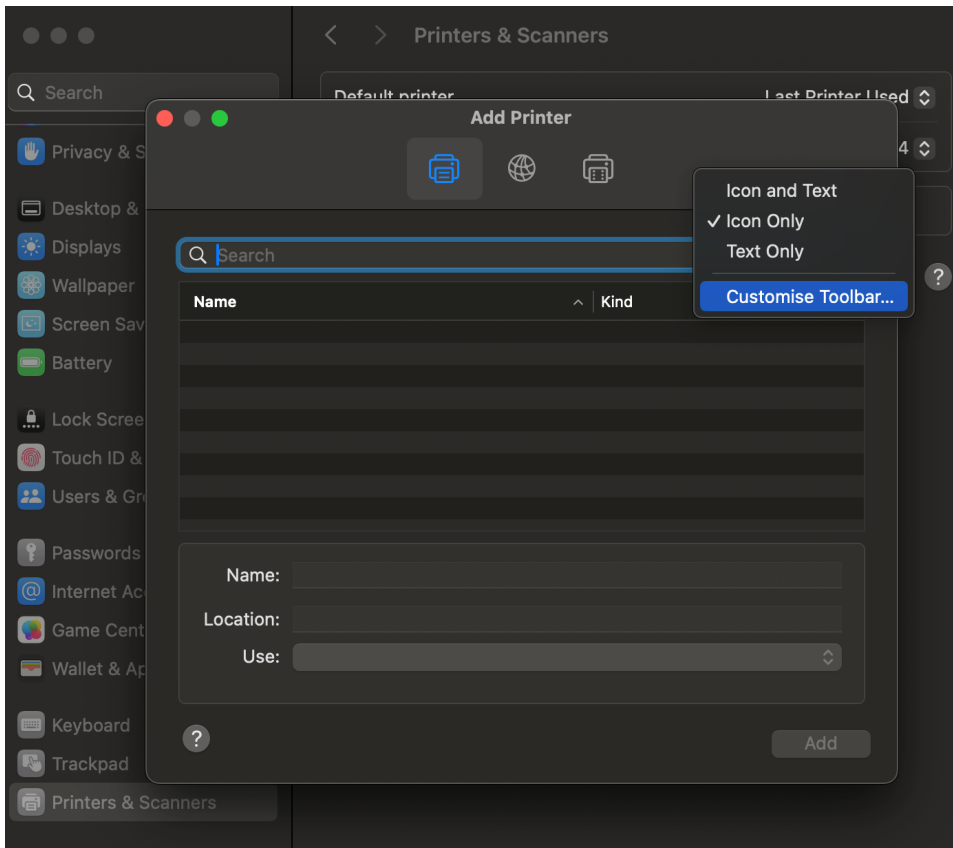 Printers & Scanners
Search
Default printer
Last Printer Used
4
Add Printer
Privacy & S
Desktop &
Displays
Wallpaper
Screen Sav
Battery
Lock Scree
Touch ID &
Users & Gr
Passwords
Internet Ac
Game Cent
Wallet & Ap
Keyboard
Trackpad
Printers & Scanners
Icon and Text
✓ Icon Only
Text Only
Customise Toolbar...
Search
Name
Kind
Name:
Location:
Use:
?
Add
?